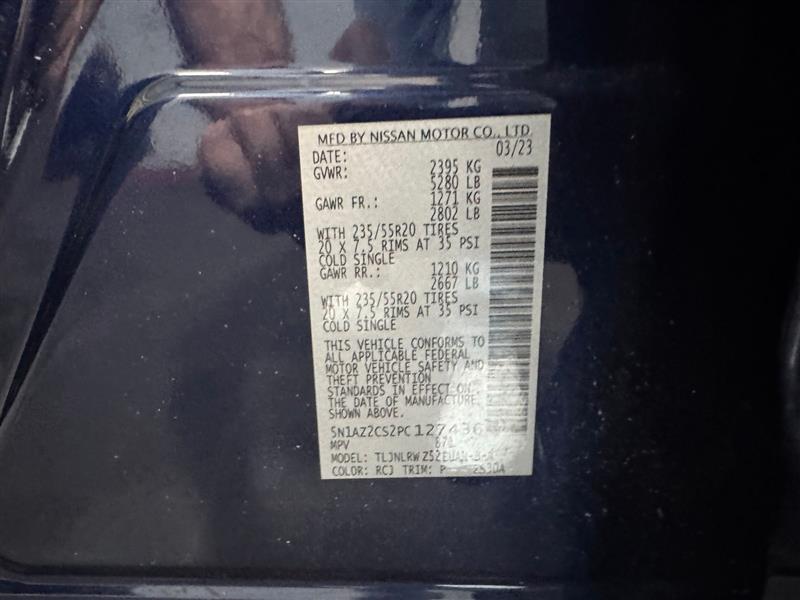 MFD BY NISSAN MOTOR CO., LTD.
DATE: 03/23
GVWR: 2395 KG
5280 LB
GAWR FR.: 1271 KG
2802 LB
WITH 235/55R20 TIRES
20 X 7.5 RIMS AT 35 PSI
COLD SINGLE
GAWR RR.: 1210 KG
2667 LB
WITH 235/55R20 TIRES
20 X 7.5 RIMS AT 35 PSI
COLD SINGLE
THIS VEHICLE CONFORMS TO
ALL APPLICABLE FEDERAL
MOTOR VEHICLE SAFETY AND
THEFT PREVENTION
STANDARDS IN EFFECT ON
THE DATE OF MANUFACTURE
SHOWN ABOVE.
5N1AZ2CS2PC127436
MPV
MODEL: TLJNLRW
COLOR: RCJ TRIM: P